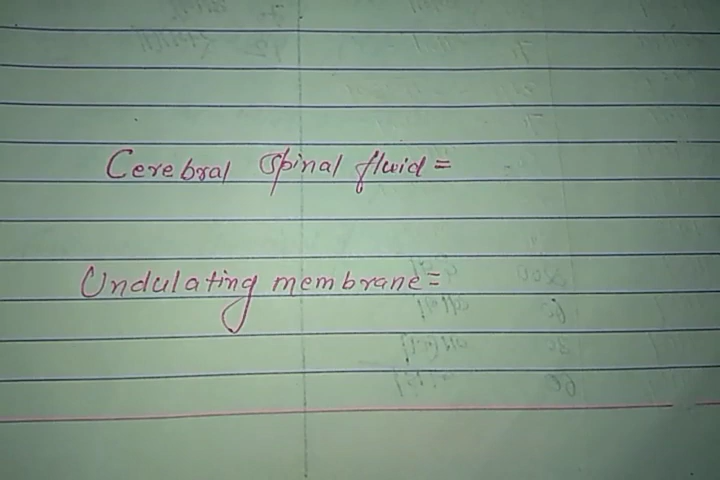 Cerebral Spinal fluid =
Undulating membrane =